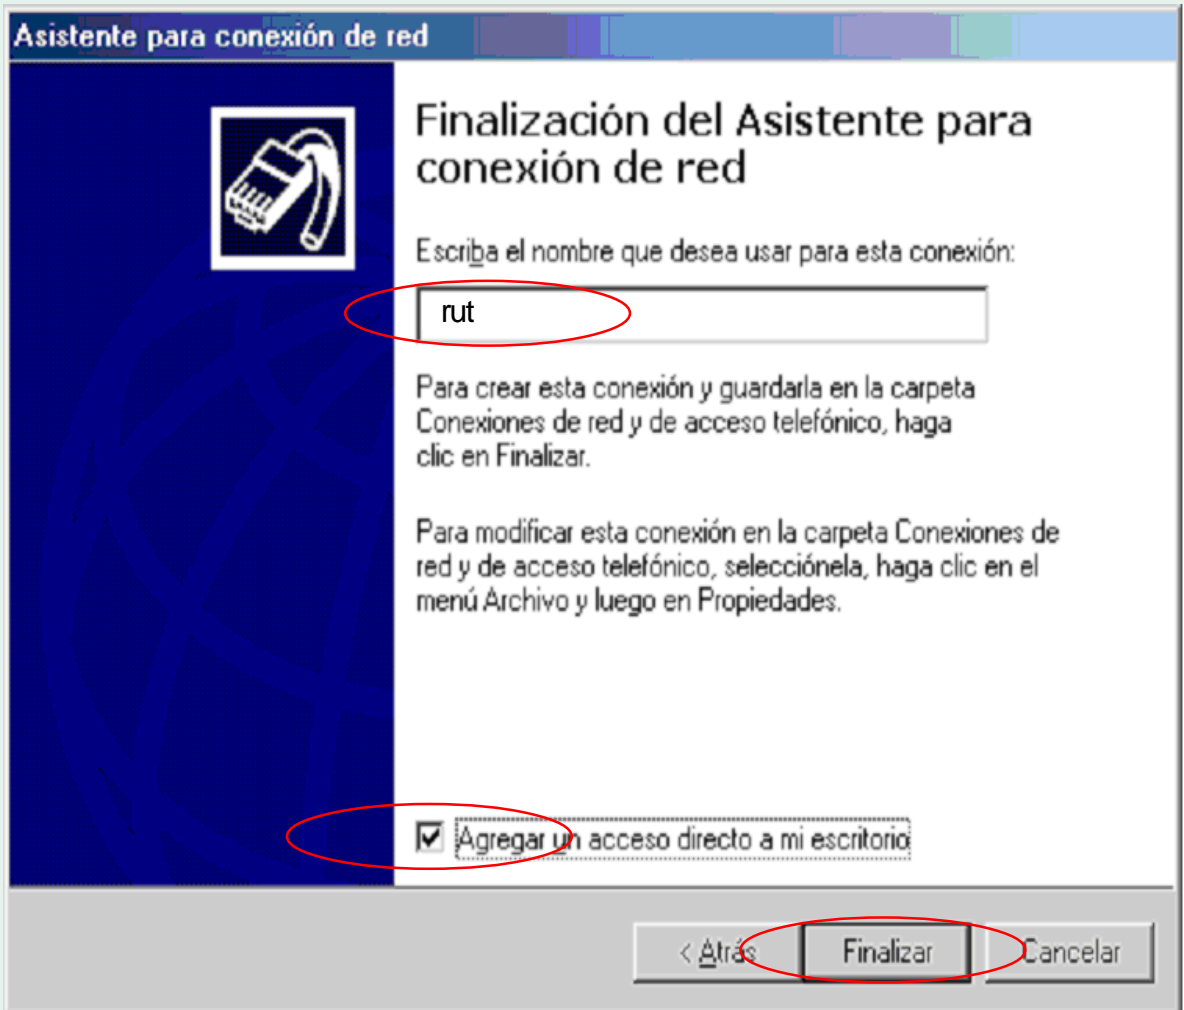 Asistente para conexión de red
Finalización del Asistente para
conexión de red
Escriba el nombre que desea usar para esta conexión:
rut
Para crear esta conexión y guardarla en la carpeta
Conexiones de red y de acceso telefónico, haga
clic en Finalizar.
Para modificar esta conexión en la carpeta Conexiones de
red y de acceso telefónico, selecciónela, haga clic en el
menú Archivo y luego en Propiedades.
Agregar un acceso directo a mi escritorio
< Atrás Finalizar Cancelar